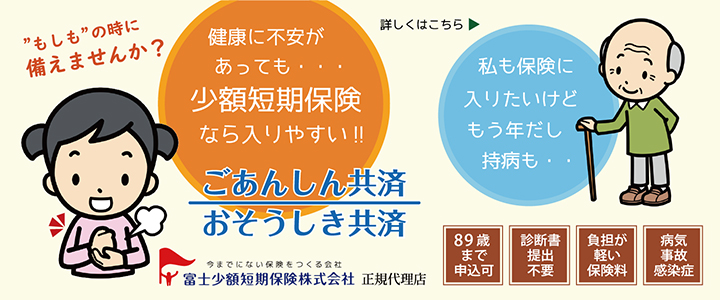 ”もしも”の時に
備えませんか？
健康に不安が
あっても・・・
少額短期保険
なら入りやすい!!
詳しくはこちら▶
私も保険に
入りたいけど
もう年だし
持病も・・
ごあんしん共済
おそうしき共済
今までにない保険をつくる会社
富士少額短期保険株式会社 正規代理店
89歳
まで
申込可
診断書
提出
不要
負担が
軽い
保険料
病気
事故
感染症